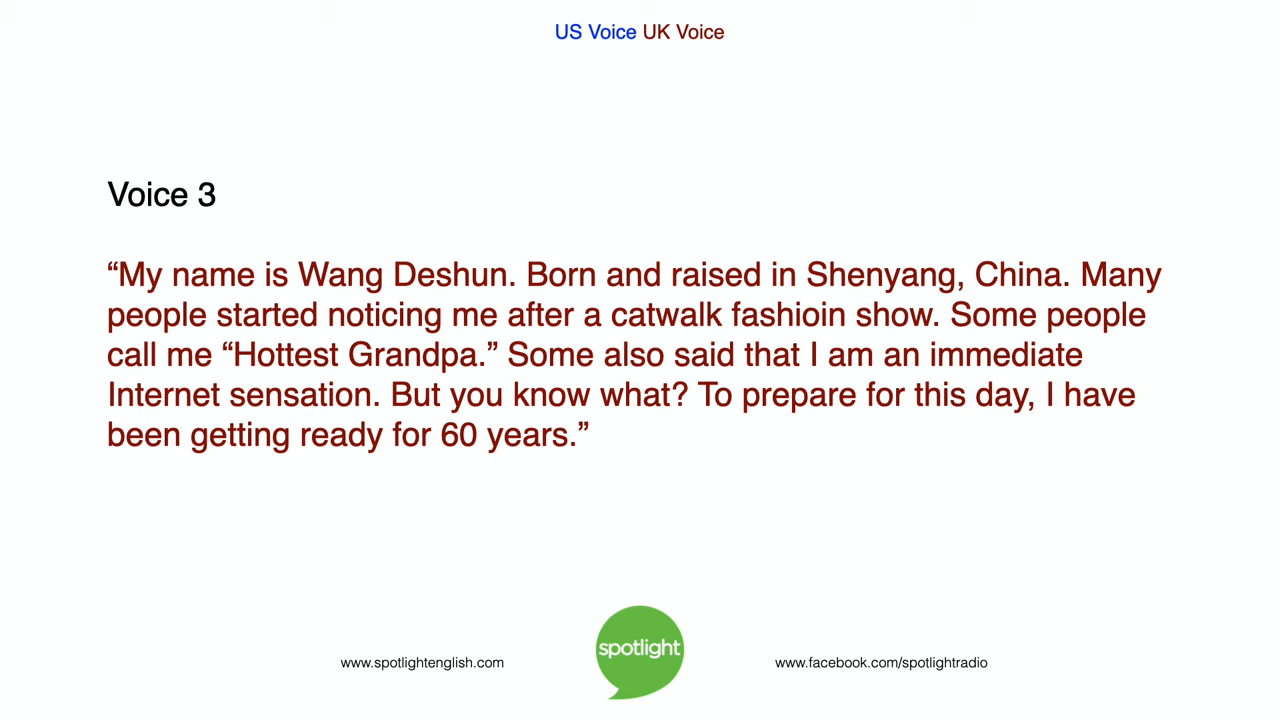 US Voice UK Voice
Voice 3
“My name is Wang Deshun. Born and raised in Shenyang, China. Many
people started noticing me after a catwalk fashioin show. Some people
call me “Hottest Grandpa.” Some also said that I am an immediate
Internet sensation. But you know what? To prepare for this day, I have
been getting ready for 60 years.”
spotlight
www.spotlightenglish.com
www.facebook.com/spotlightradio